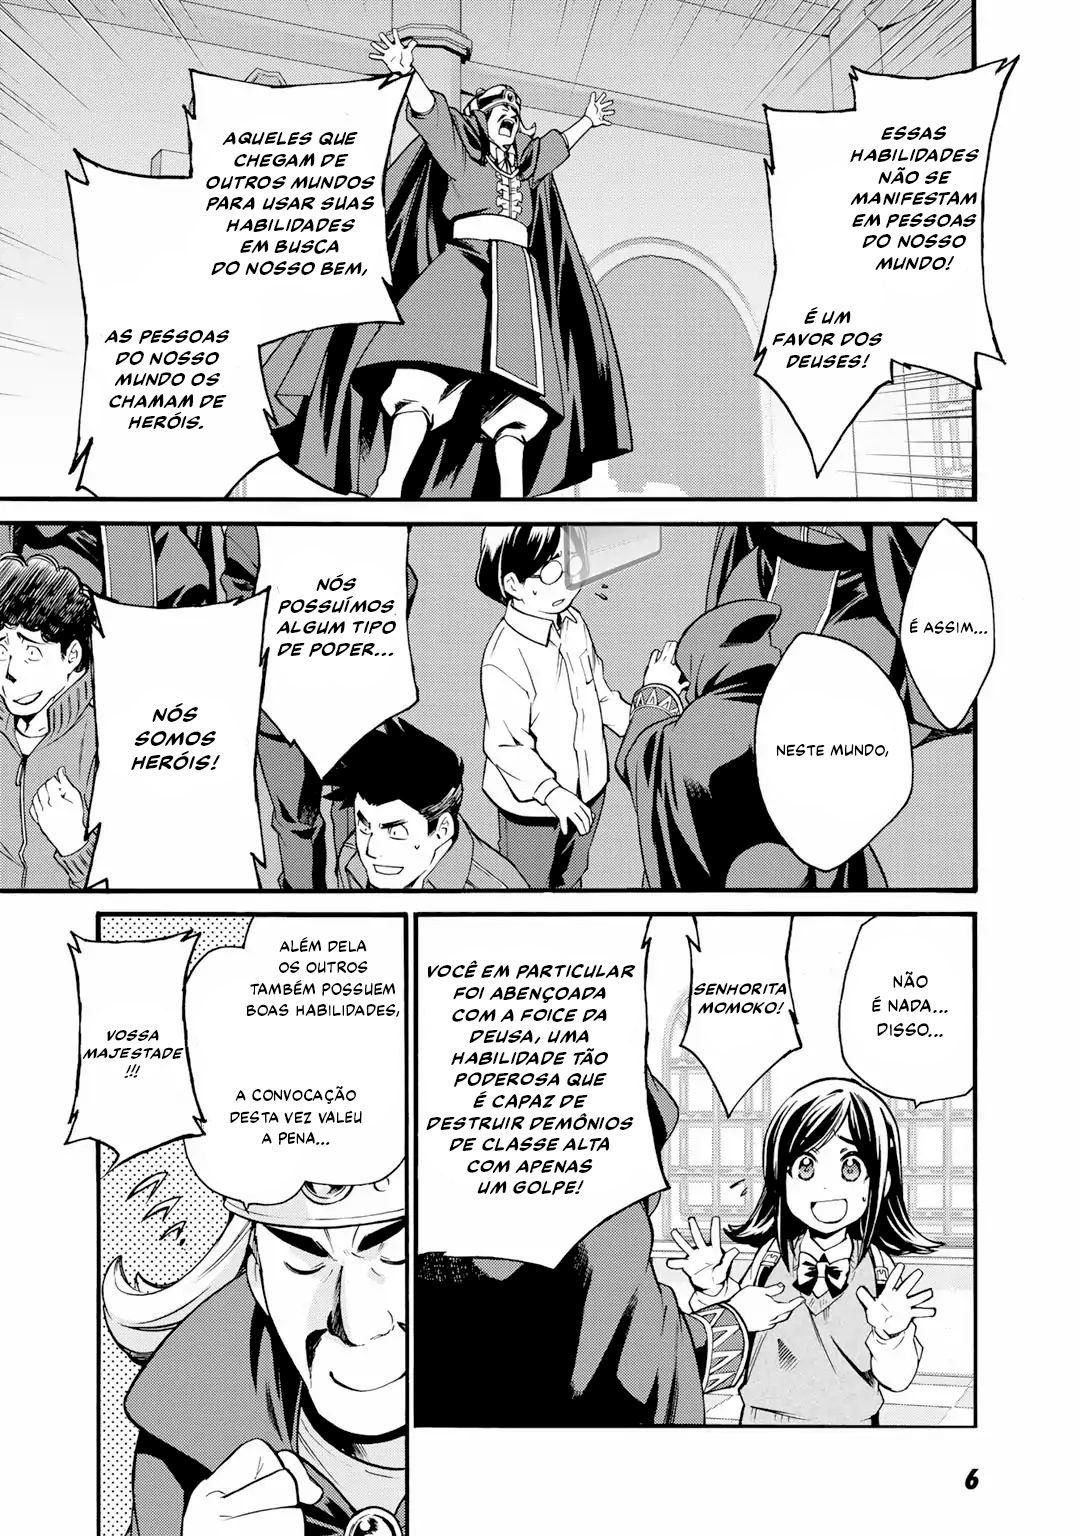 ESSAS
HABILIDADES
NÃO SE
MANIFESTAM
EM PESSOAS
DO NOSSO
MUNDO!
É UM
FAVOR DOS
DEUSES!
AQUELES QUE
CHEGAM DE
OUTROS MUNDOS
PARA USAR SUAS
HABILIDADES
EM BUSCA
DO NOSSO BEM,
AS PESSOAS
DO NOSSO
MUNDO OS
CHAMAM DE
HERÓIS.
É ASSIM...
NESTE MUNDO,
NÓS
POSSUÍMOS
ALGUM TIPO
DE PODER...
NÓS
SOMOS
HERÓIS!
NÃO
É NADA...
DISSO...
SENHORITA
MOMOKO!
VOCÊ EM PARTICULAR
FOI ABENÇOADA
COM A FOICE DA
DEUSA, UMA
HABILIDADE TÃO
PODEROSA QUE
É CAPAZ DE
DESTRUIR DEMÔNIOS
DE CLASSE ALTA
COM APENAS
UM GOLPE!
ALÉM DELA
OS OUTROS
TAMBÉM POSSUEM
BOAS HABILIDADES,
A CONVOCAÇÃO
DESTA VEZ VALEU
A PENA...
VOSSA
MAJESTADE
!!!
6